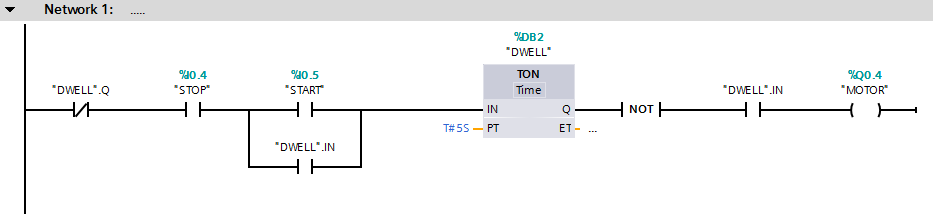 Network 1: .....
%DB2
"DWELL"
%I0.4 %I0.5 TON %Q0.4
"DWELL".Q "STOP" "START" Time "DWELL".IN "MOTOR"
IN Q NOT
T#5S PT ET ...
"DWELL".IN